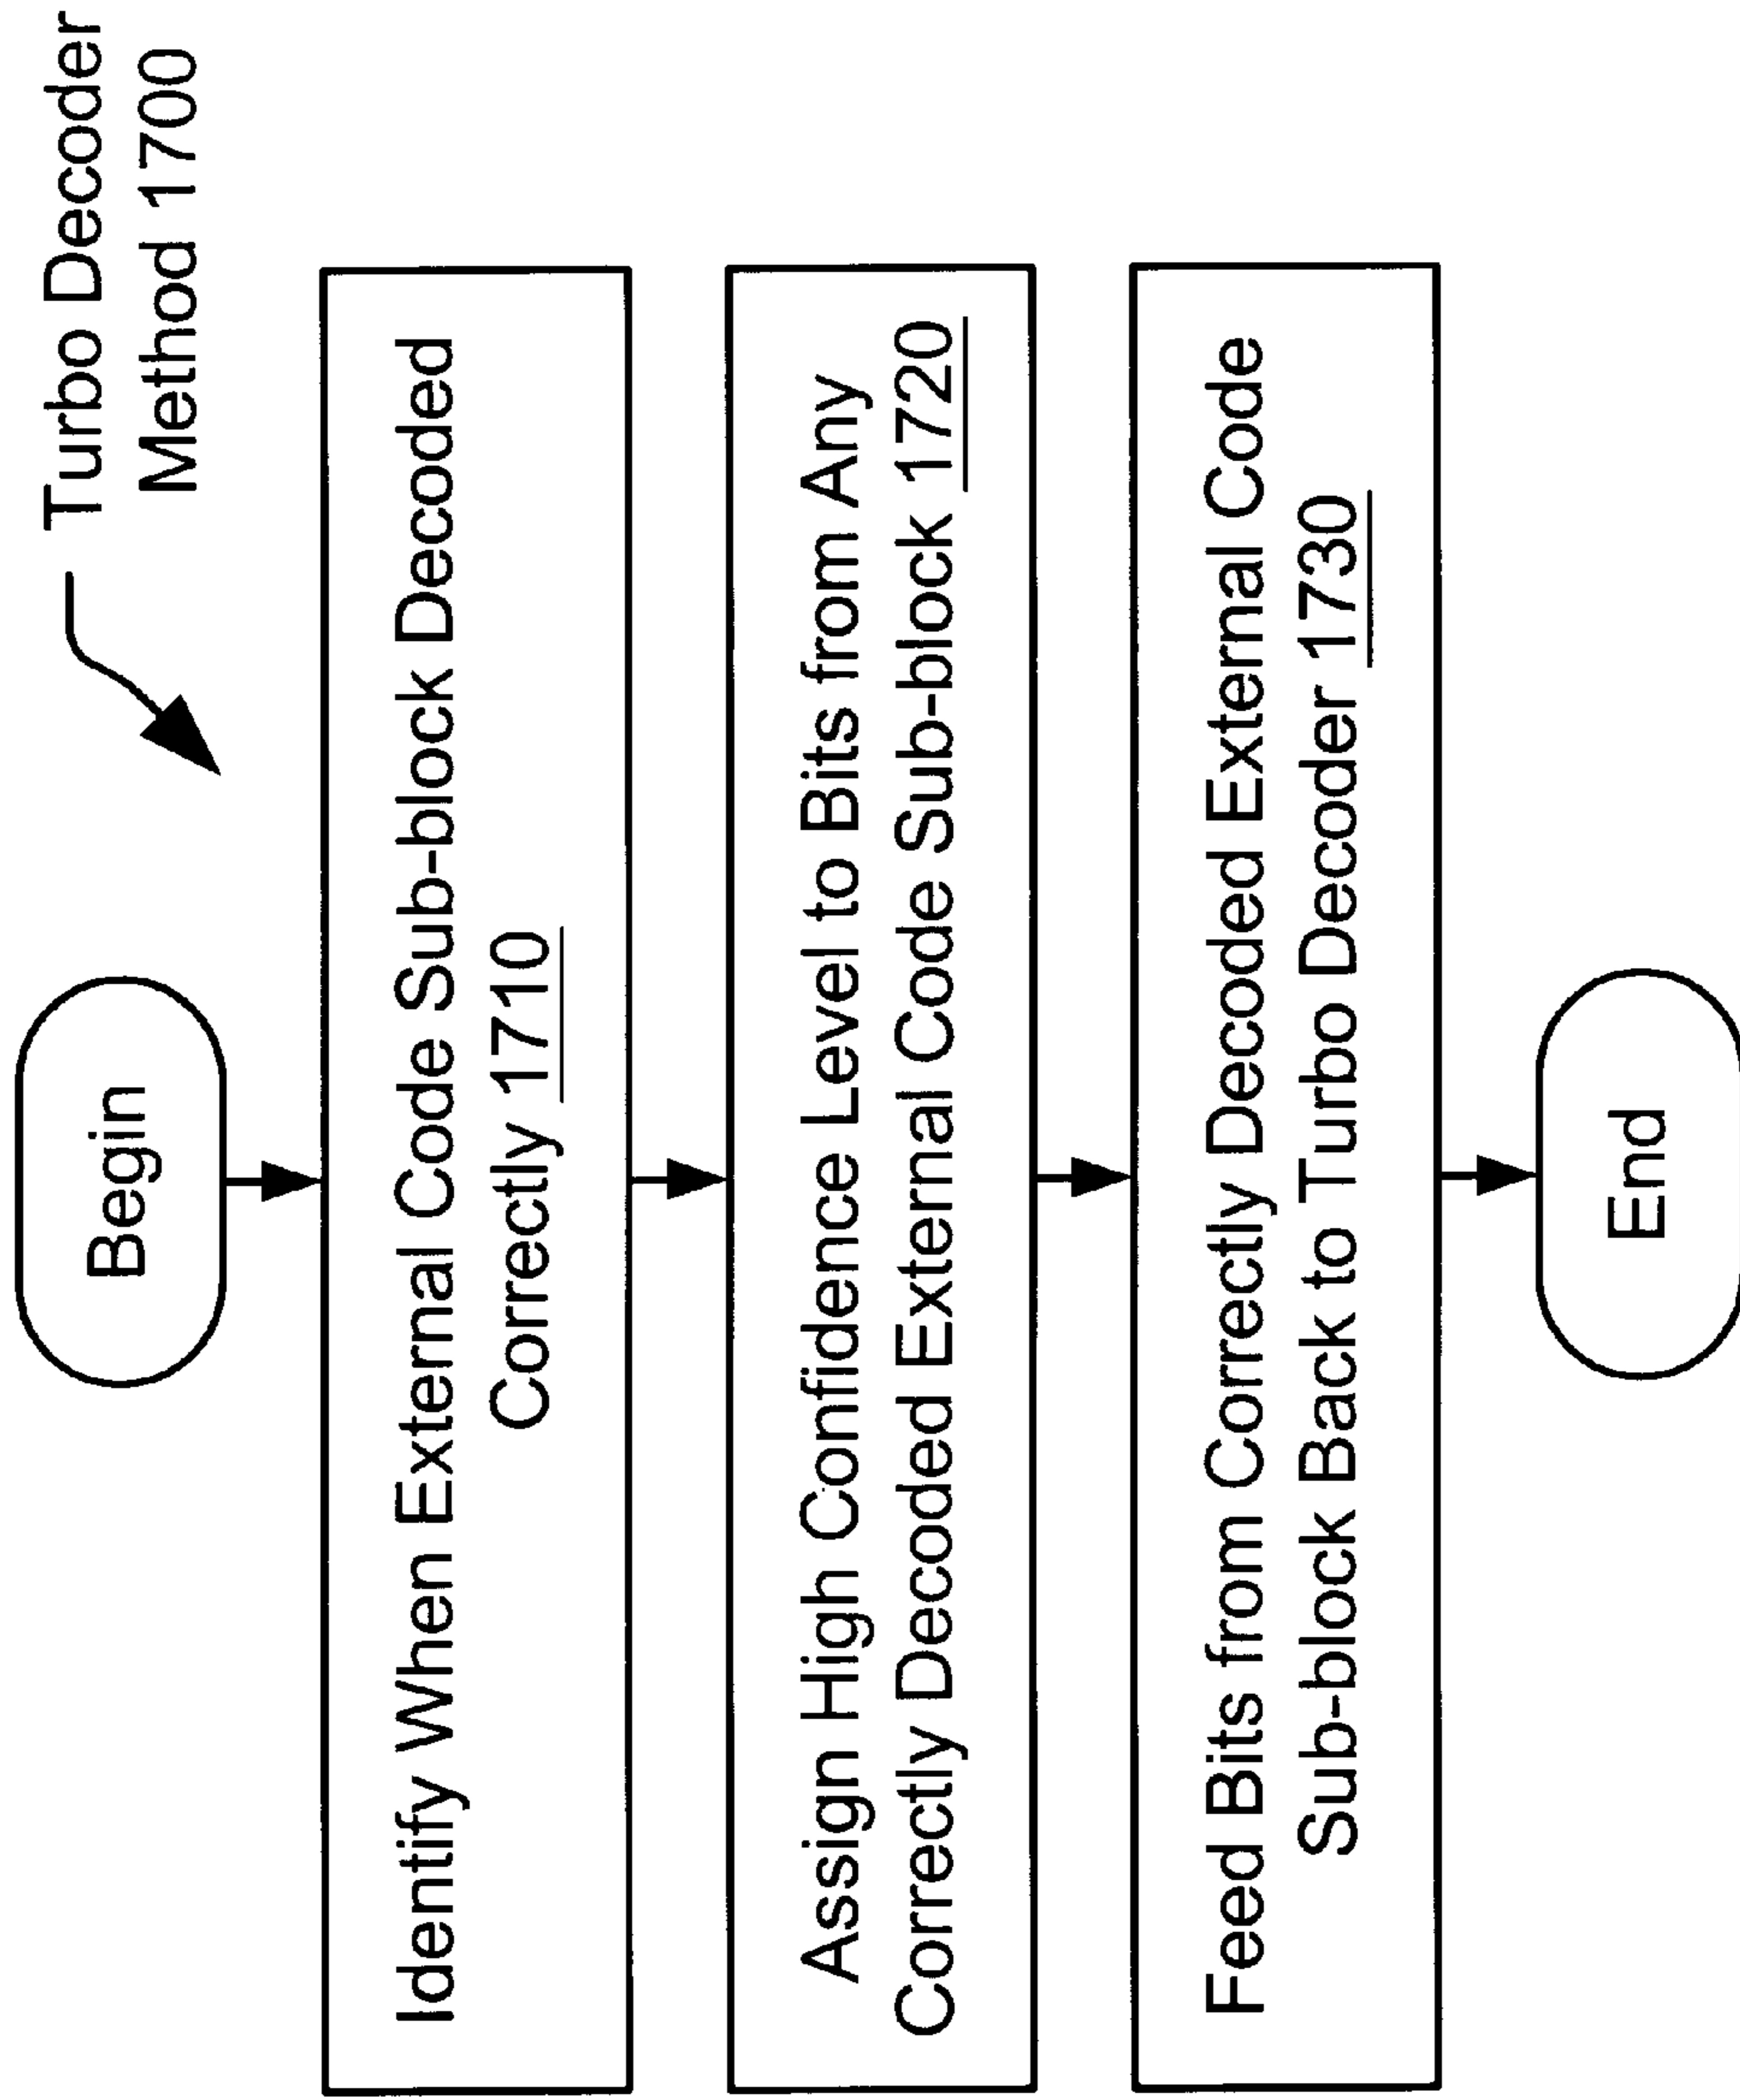 Turbo Decoder
Method 1700
Begin
Identify When External Code Sub-block Decoded
Correctly 1710
Assign High Confidence Level to Bits from Any
Correctly Decoded External Code Sub-block 1720
Feed Bits from Correctly Decoded External Code
Sub-block Back to Turbo Decoder 1730
End